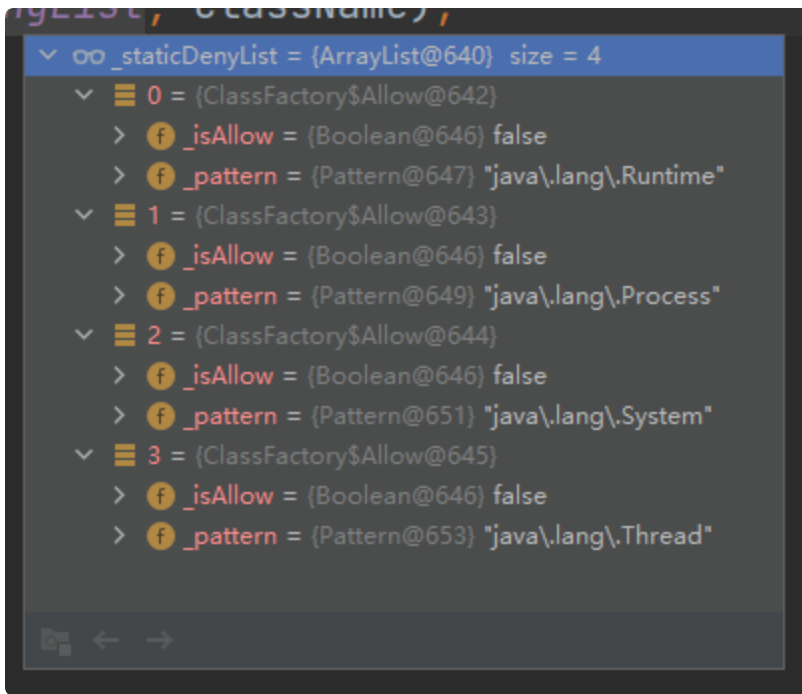 className);
_staticDenyList = {ArrayList@640} size = 4
0 = {ClassFactory$Allow@642}
f _isAllow = {Boolean@646} false
f _pattern = {Pattern@647} "java\.lang\.Runtime"
1 = {ClassFactory$Allow@643}
f _isAllow = {Boolean@646} false
f _pattern = {Pattern@649} "java\.lang\.Process"
2 = {ClassFactory$Allow@644}
f _isAllow = {Boolean@646} false
f _pattern = {Pattern@651} "java\.lang\.System"
3 = {ClassFactory$Allow@645}
f _isAllow = {Boolean@646} false
f _pattern = {Pattern@653} "java\.lang\.Thread"